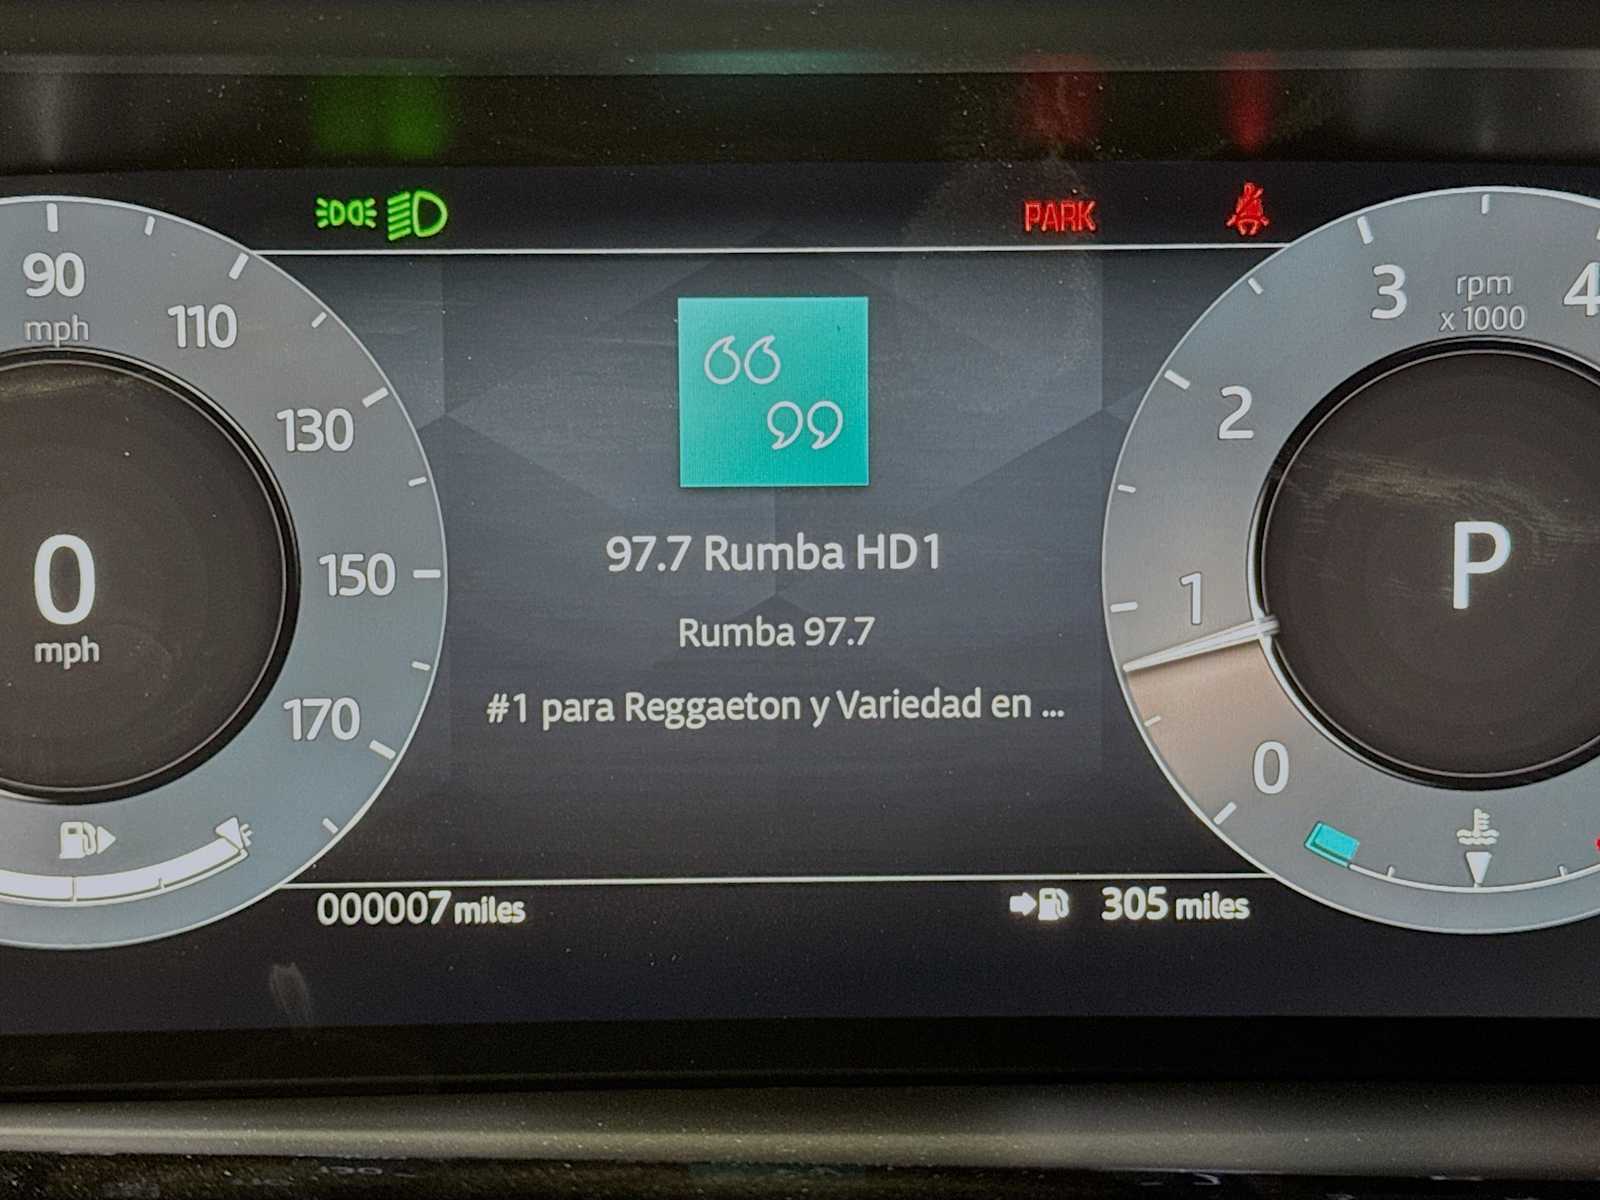 PARK
90
mph
110
130
150
170
0
mph
97.7 Rumba HD1
Rumba 97.7
#1 para Reggaeton y Variedad en ...
3
rpm
x 1000
4
2
1
0
P
000007 miles
305 miles